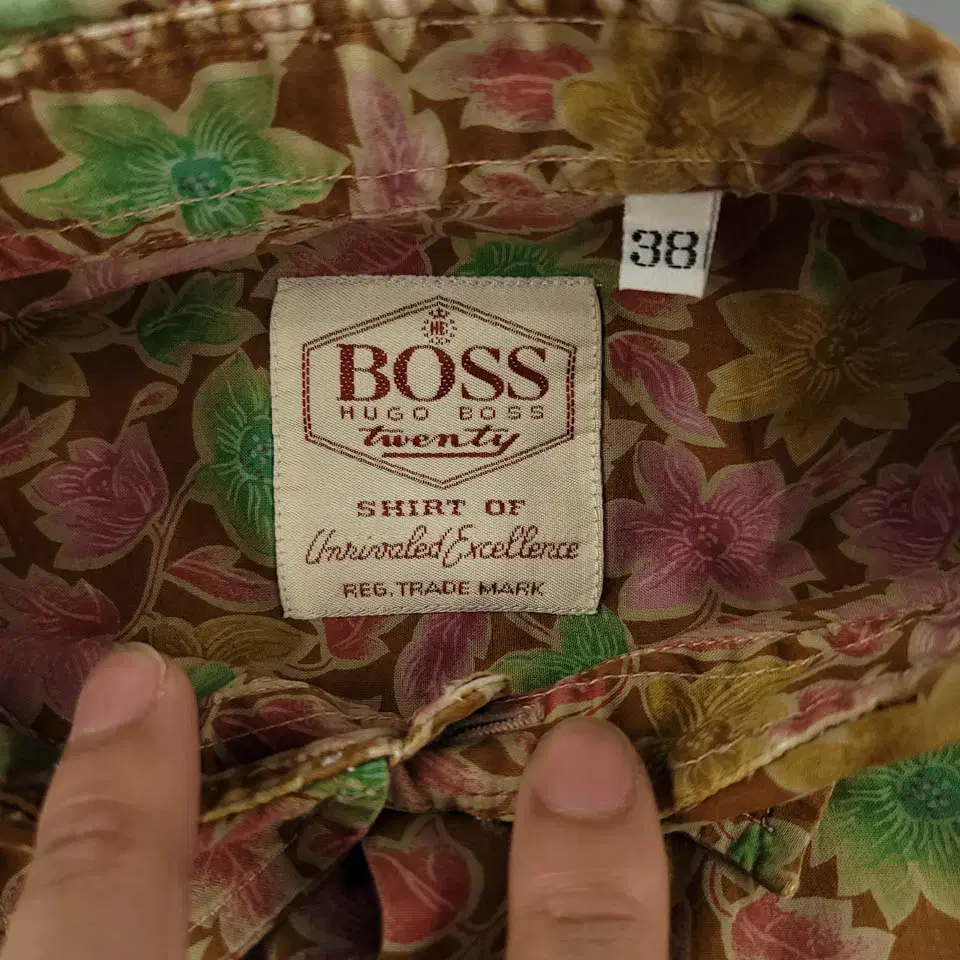 38
HB
BOSS
HUGO BOSS
twenty
SHIRT OF
Unrivaled Excellence
REG. TRADE MARK